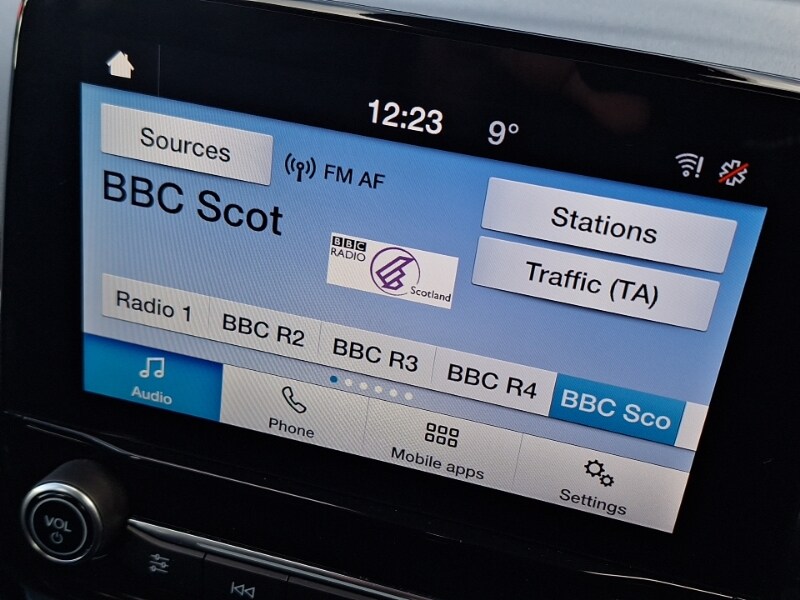 12:23 9°
Sources
FM AF
BBC Scot
Stations
BBC
RADIO
Scotland
Traffic (TA)
Radio 1 BBC R2 BBC R3 BBC R4 BBC Sco
Audio Phone Mobile apps Settings
VOL